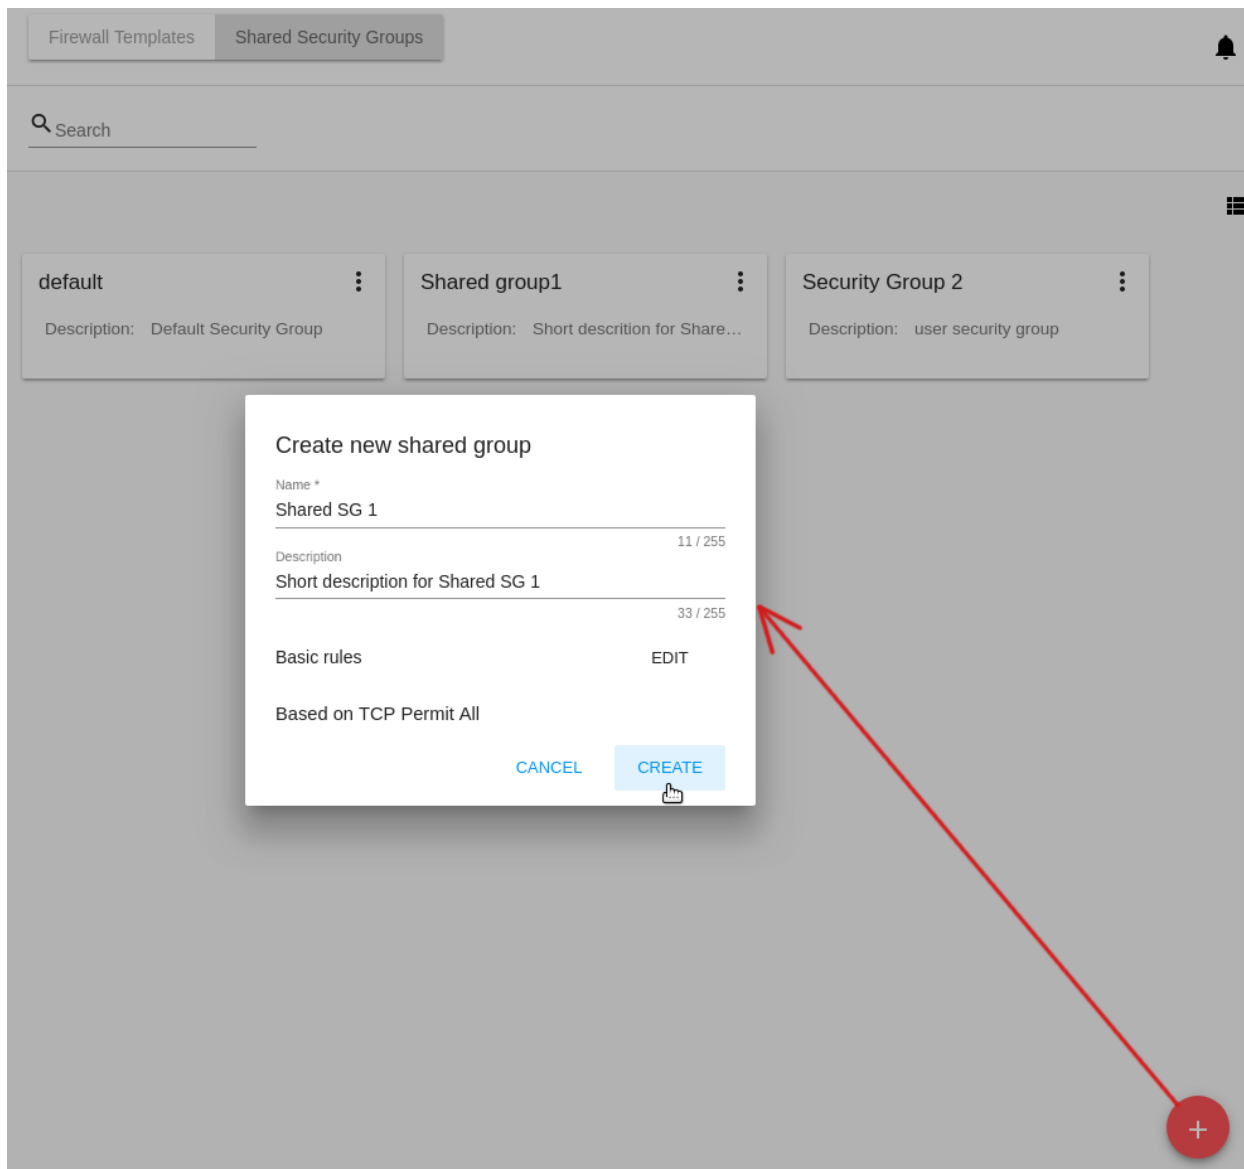 Firewall Templates Shared Security Groups
Search
default Shared group1 Security Group 2
Description: Default Security Group Description: Short descrition for Share... Description: user security group
Create new shared group
Name *
Shared SG 1
11 / 255
Description
Short description for Shared SG 1
33 / 255
Basic rules EDIT
Based on TCP Permit All
CANCEL CREATE